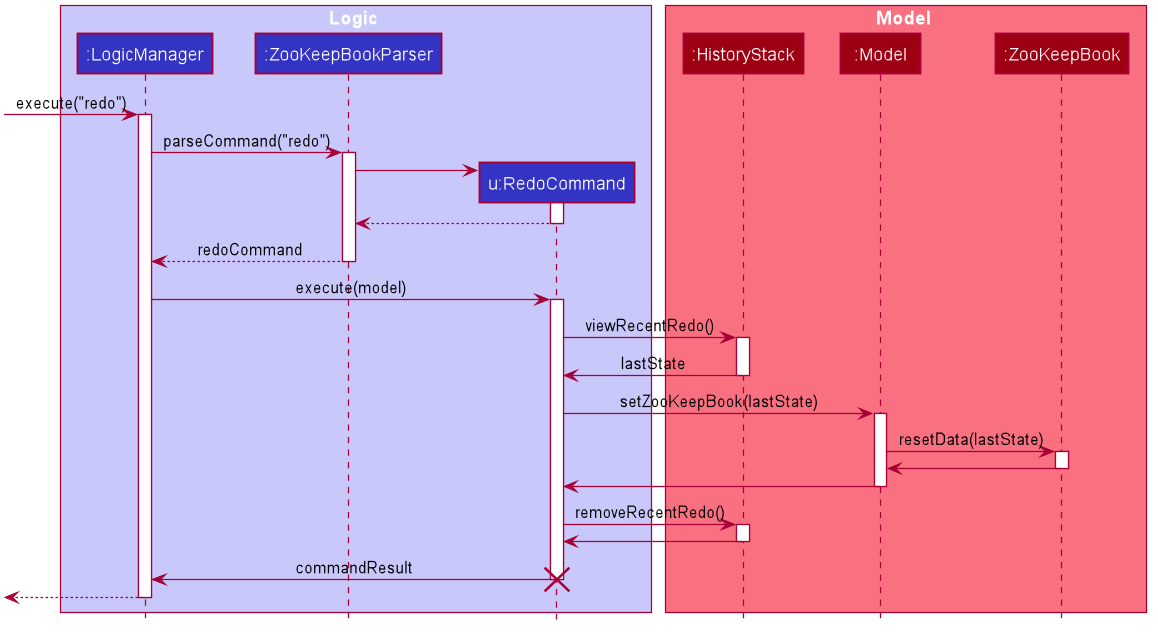 Logic
Model
:LogicManager
:ZooKeepBookParser
:HistoryStack
:Model
:ZooKeepBook
execute("redo")
parseCommand("redo")
u:RedoCommand
redoCommand
execute(model)
viewRecentRedo()
lastState
setZooKeepBook(lastState)
resetData(lastState)
removeRecentRedo()
commandResult